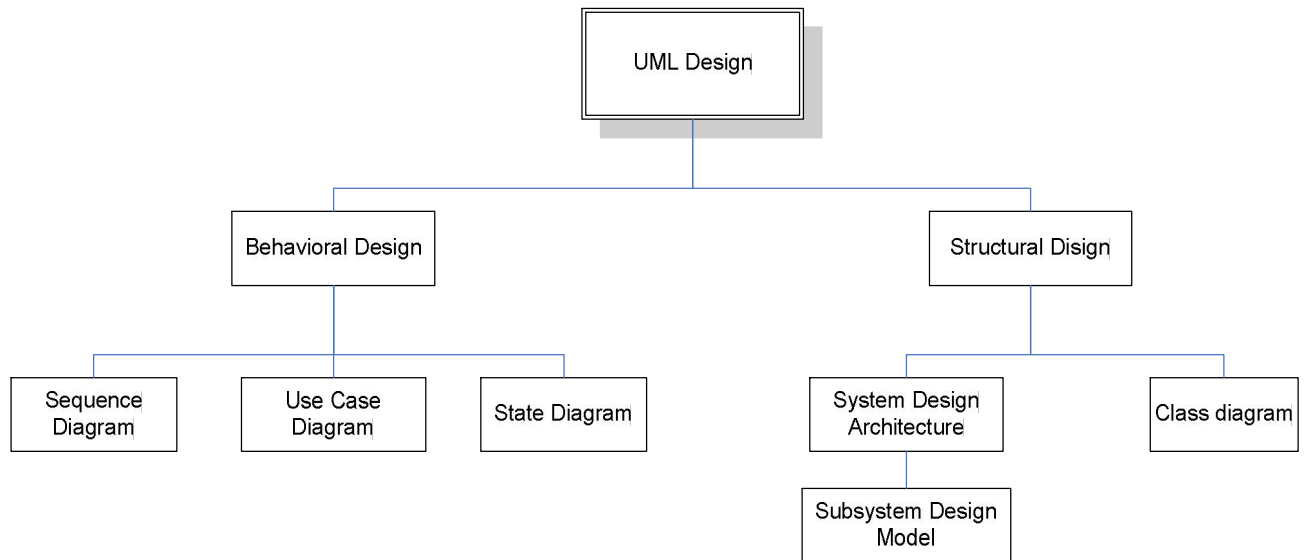 UML Design
Behavioral Design
Structural Disign
Sequence
Diagram
Use Case
Diagram
State Diagram
System Design
Architecture
Class diagram
Subsystem Design
Model